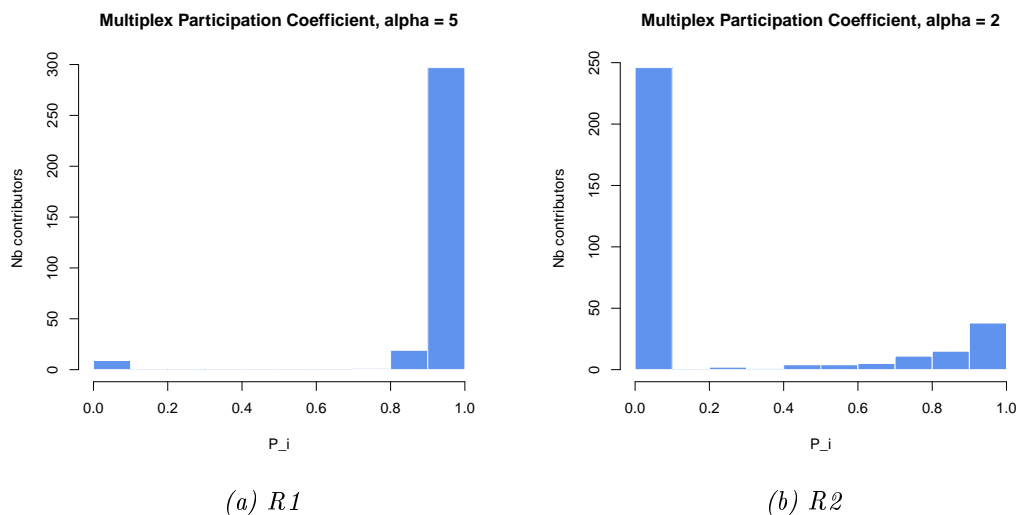 Multiplex Participation Coefficient, alpha = 5
Nb contributors
300
250
200
150
100
50
0
0.0 0.2 0.4 0.6 0.8 1.0
P_i
(a) R1
Multiplex Participation Coefficient, alpha = 2
Nb contributors
250
200
150
100
50
0
0.0 0.2 0.4 0.6 0.8 1.0
P_i
(b) R2